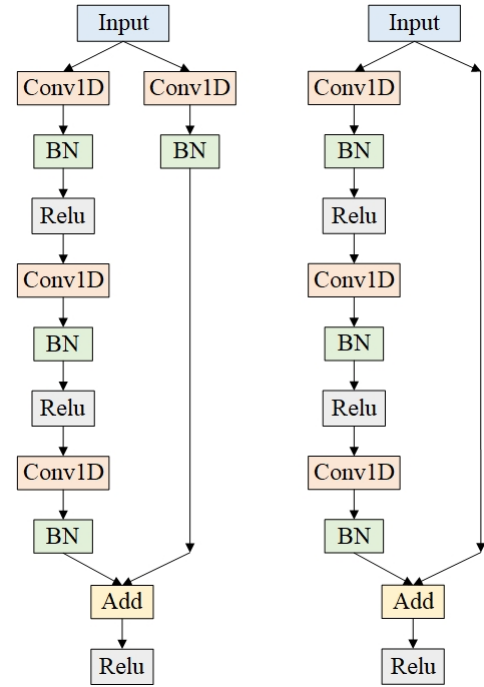 Input
Conv1D
Conv1D
BN
BN
Relu
Conv1D
BN
Relu
Conv1D
BN
Add
Relu
Input
Conv1D
BN
Relu
Conv1D
BN
Relu
Conv1D
BN
Add
Relu